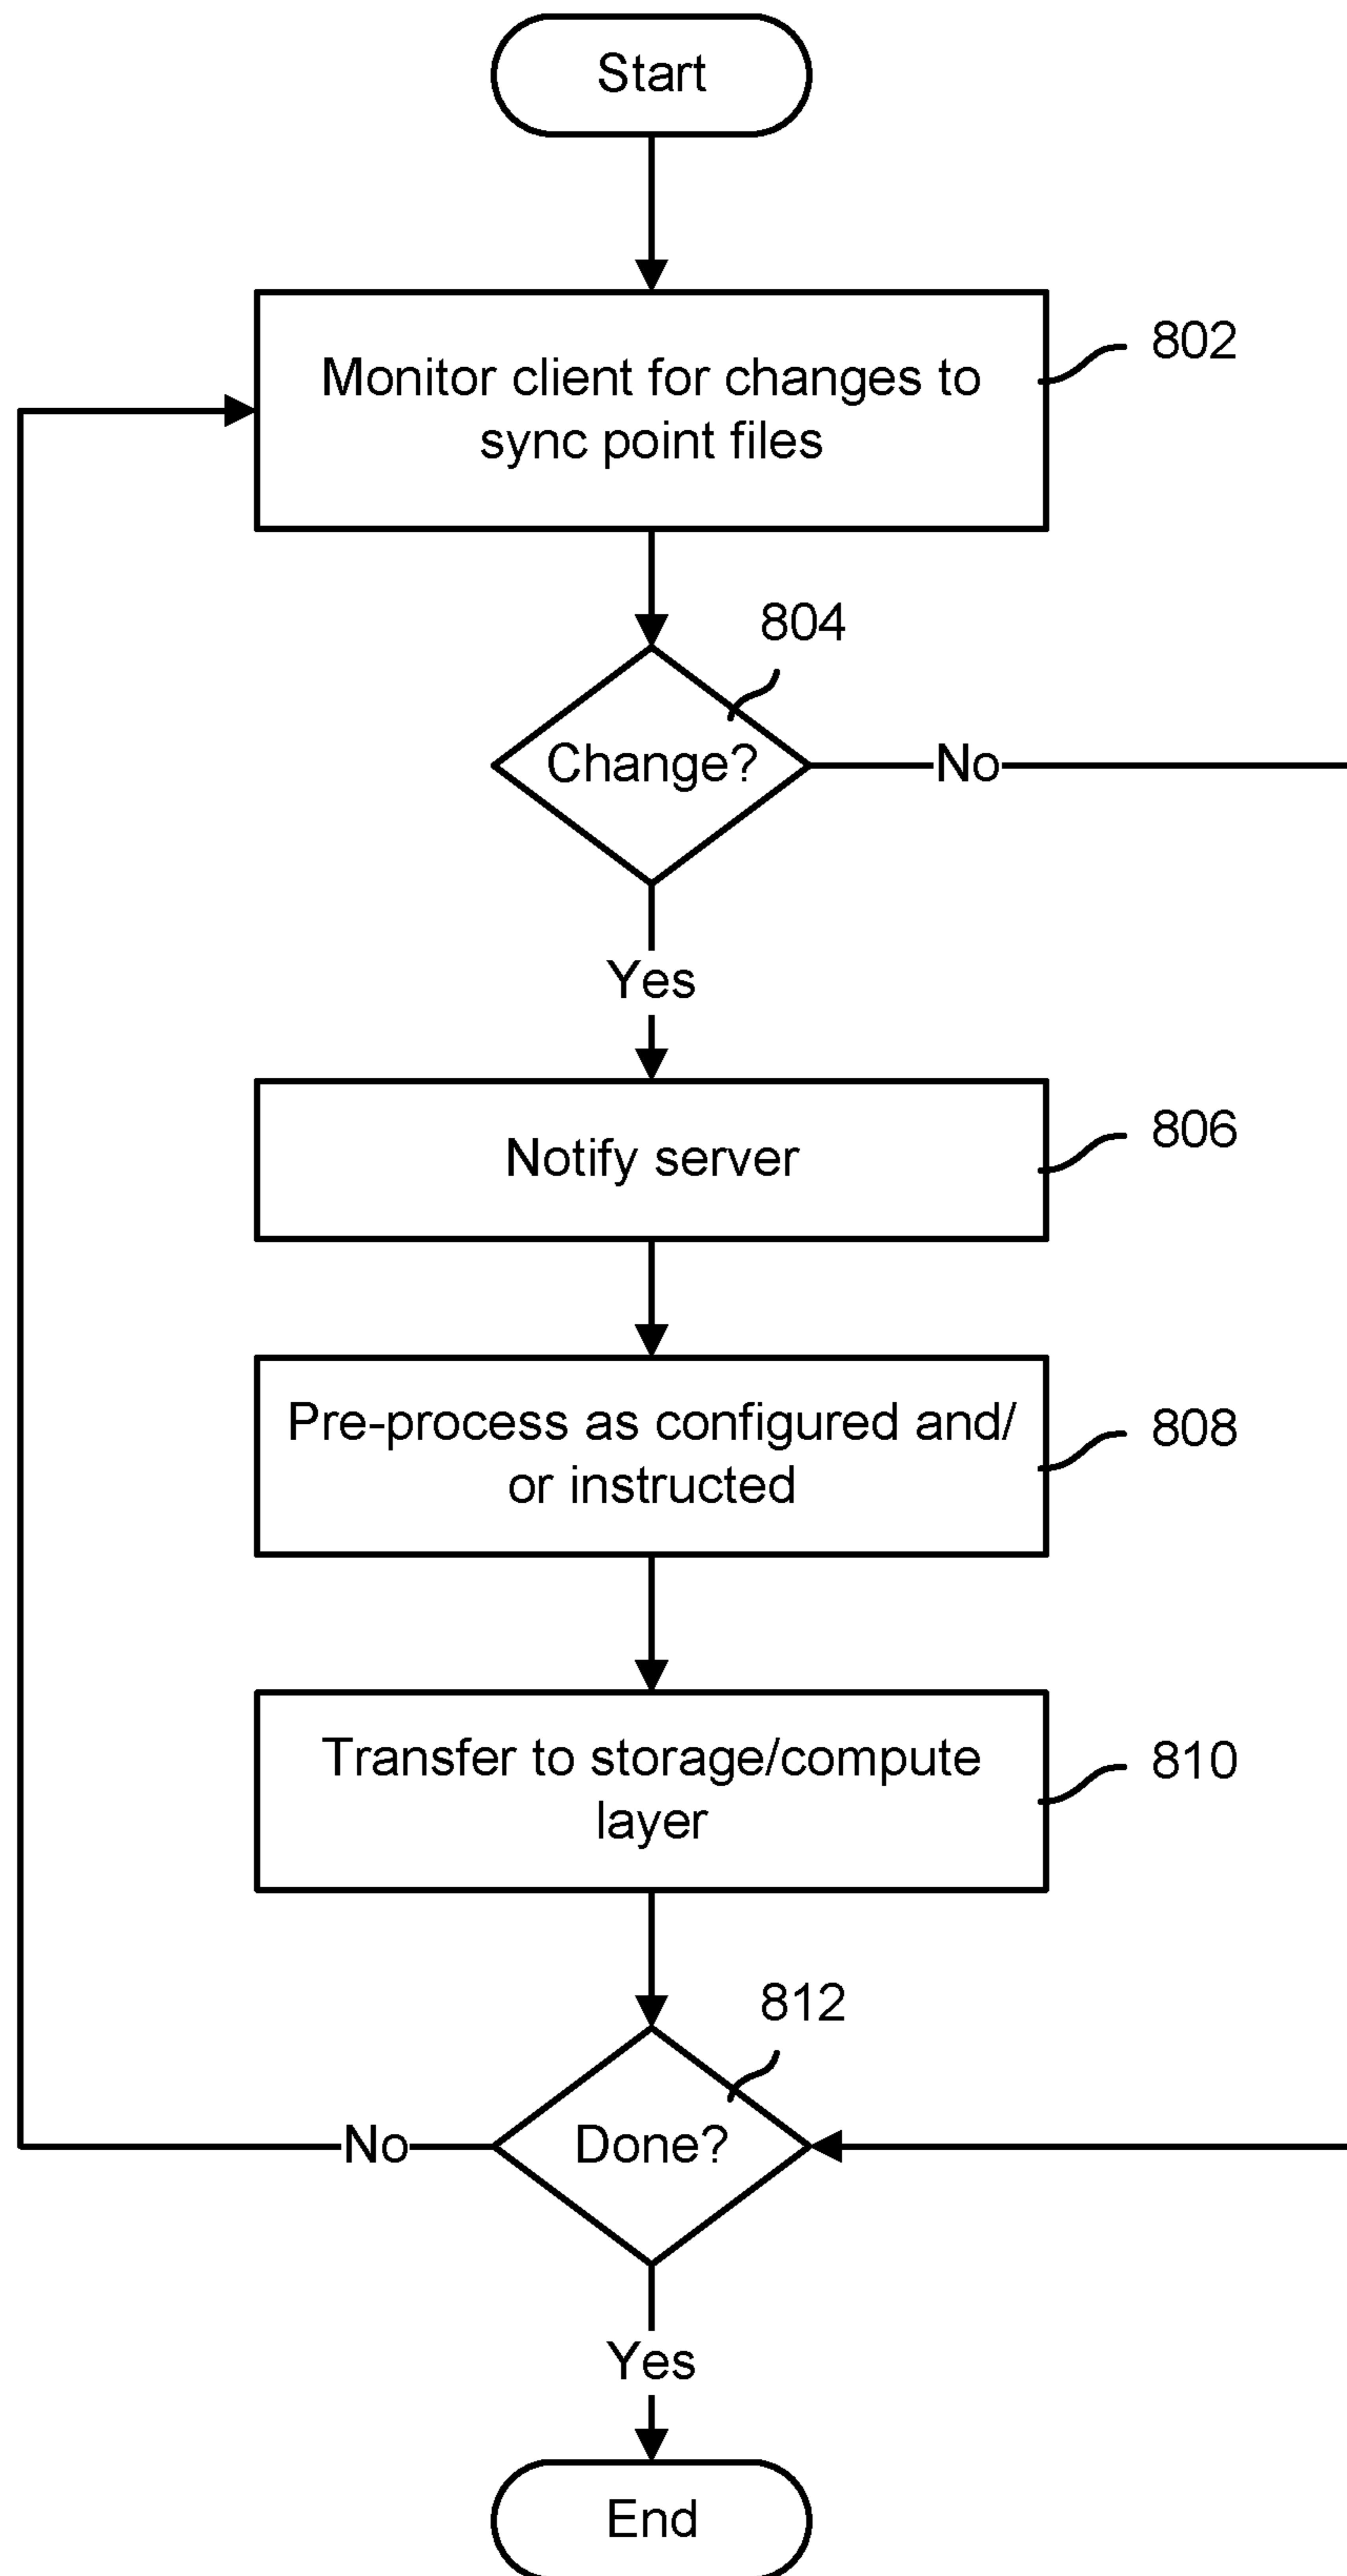 Start
Monitor client for changes to
sync point files
802
804
Change?
No
Yes
Notify server
806
Pre-process as configured and/
or instructed
808
Transfer to storage/compute
layer
810
812
Done?
No
Yes
End